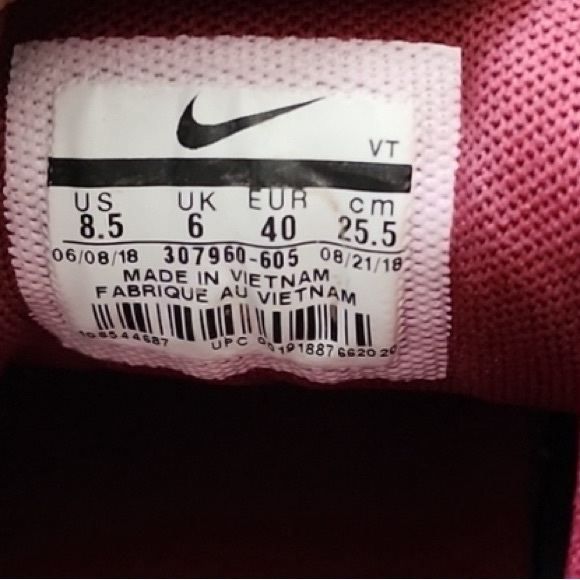 VT
US UK EUR cm
8.5 6 40 25.5
06/08/18 307960-605 08/21/18
MADE IN VIETNAM
FABRIQUE AU VIETNAM
UPC